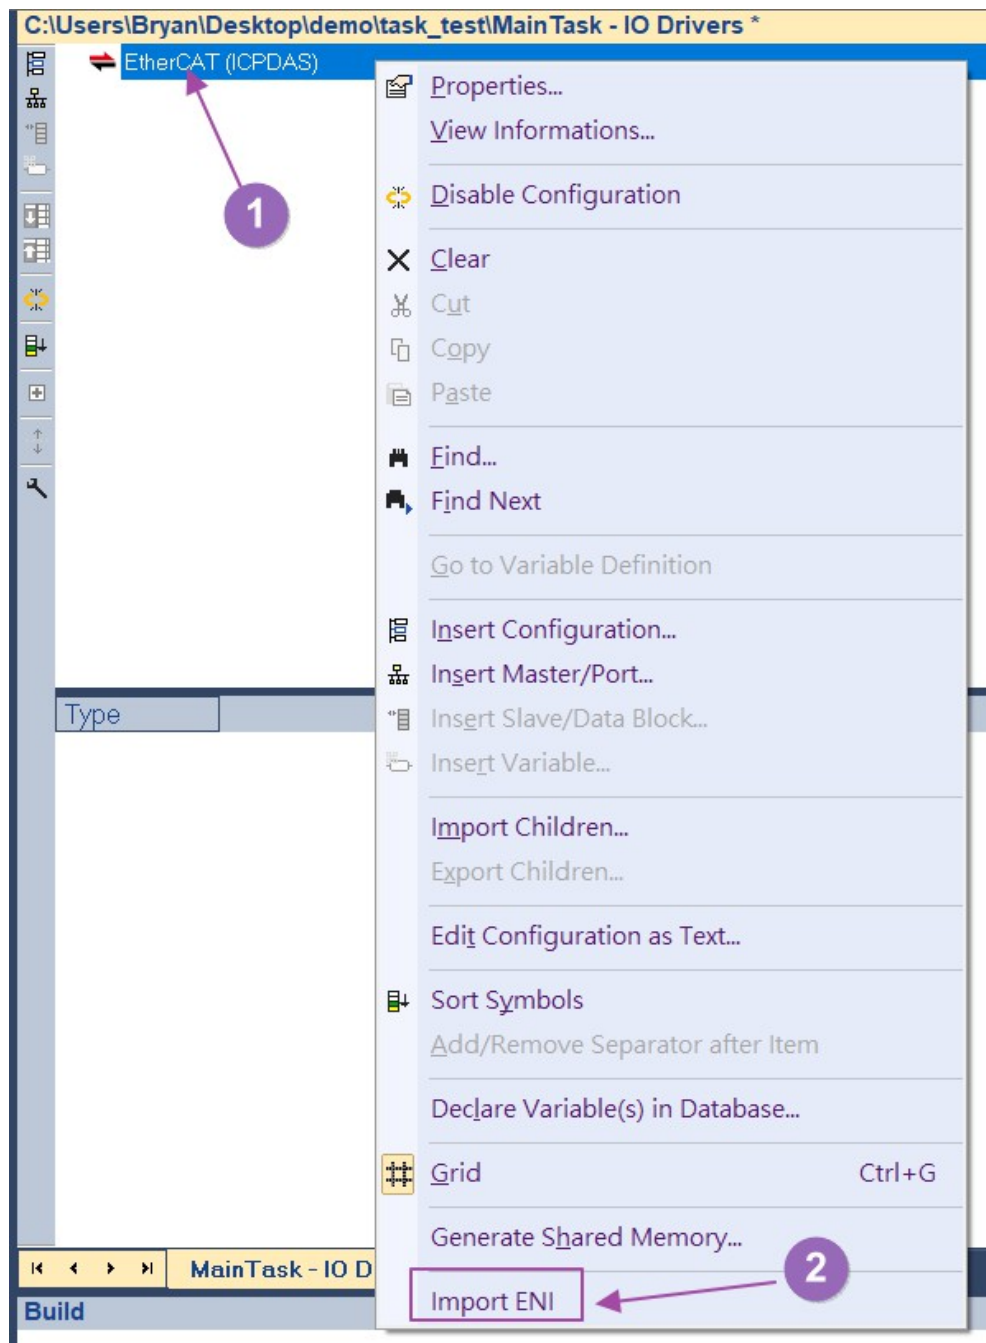 C:\Users\Bryan\Desktop\demo\task_test\MainTask - IO Drivers *
EtherCAT (ICPDAS)
1
Properties...
View Informations...
Disable Configuration
Clear
Cut
Copy
Paste
Find...
Find Next
Go to Variable Definition
Insert Configuration...
Insert Master/Port...
Insert Slave/Data Block...
Insert Variable...
Type
Import Children...
Export Children...
Edit Configuration as Text...
Sort Symbols
Add/Remove Separator after Item
Declare Variable(s) in Database...
Grid Ctrl+G
Generate Shared Memory...
MainTask - IO D
2
Import ENI
Build